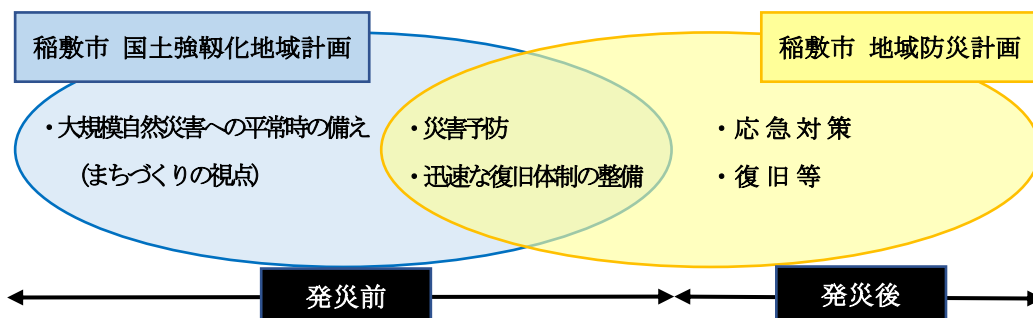 稲敷市 国土強靱化地域計画
稲敷市 地域防災計画
・大規模自然災害への平常時の備え
(まちづくりの視点)
・災害予防
・迅速な復旧体制の整備
・応急対策
・復旧等
発災前
発災後